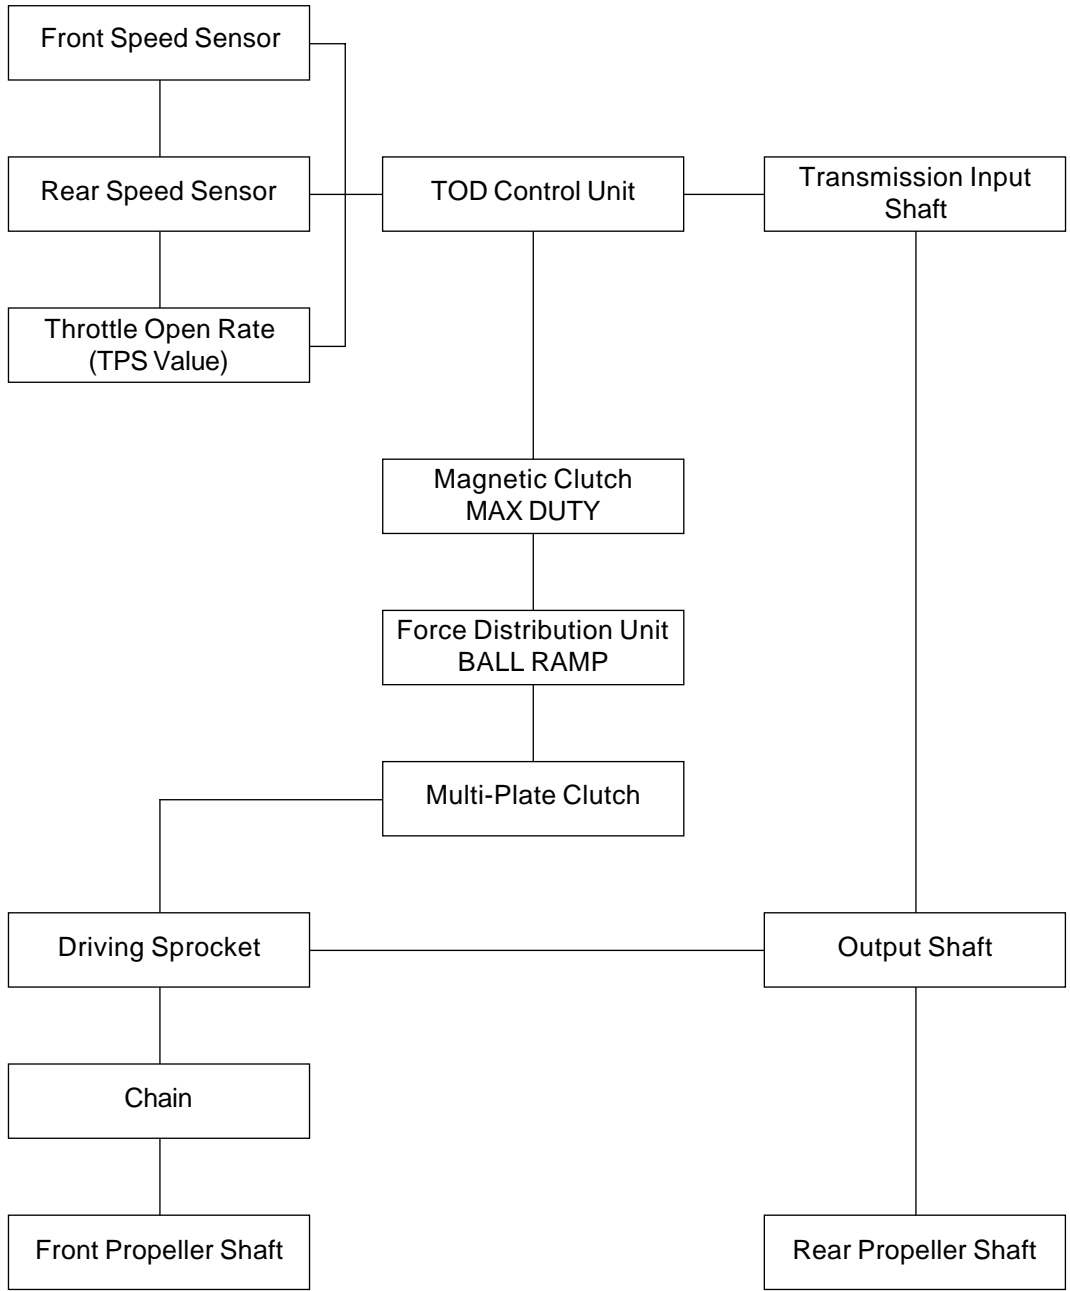 Front Speed Sensor
Rear Speed Sensor
TOD Control Unit
Transmission Input
Shaft
Throttle Open Rate
(TPS Value)
Magnetic Clutch
MAX DUTY
Force Distribution Unit
BALL RAMP
Multi-Plate Clutch
Driving Sprocket
Output Shaft
Chain
Front Propeller Shaft
Rear Propeller Shaft